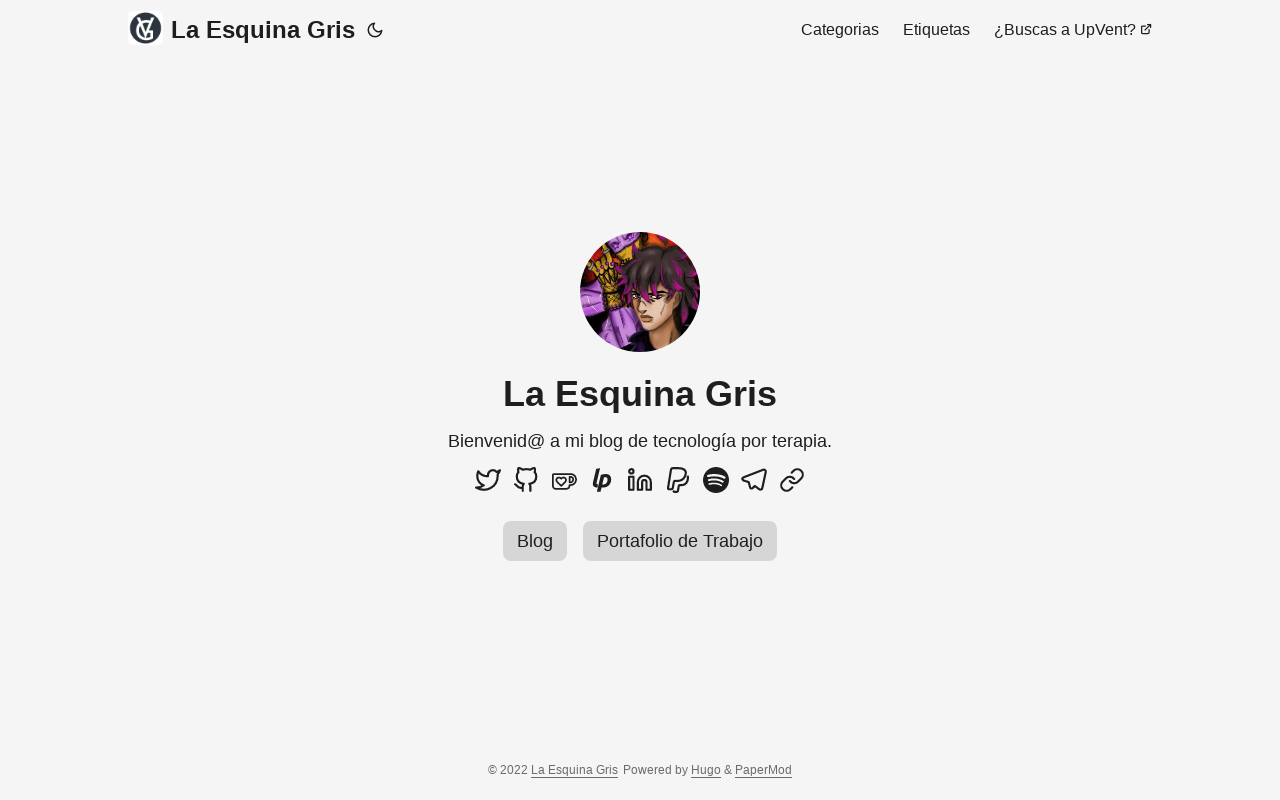 La Esquina Gris
Categorias Etiquetas ¿Buscas a UpVent?
La Esquina Gris
Bienvenid@ a mi blog de tecnología por terapia.
Blog Portafolio de Trabajo
© 2022 La Esquina Gris Powered by Hugo & PaperMod